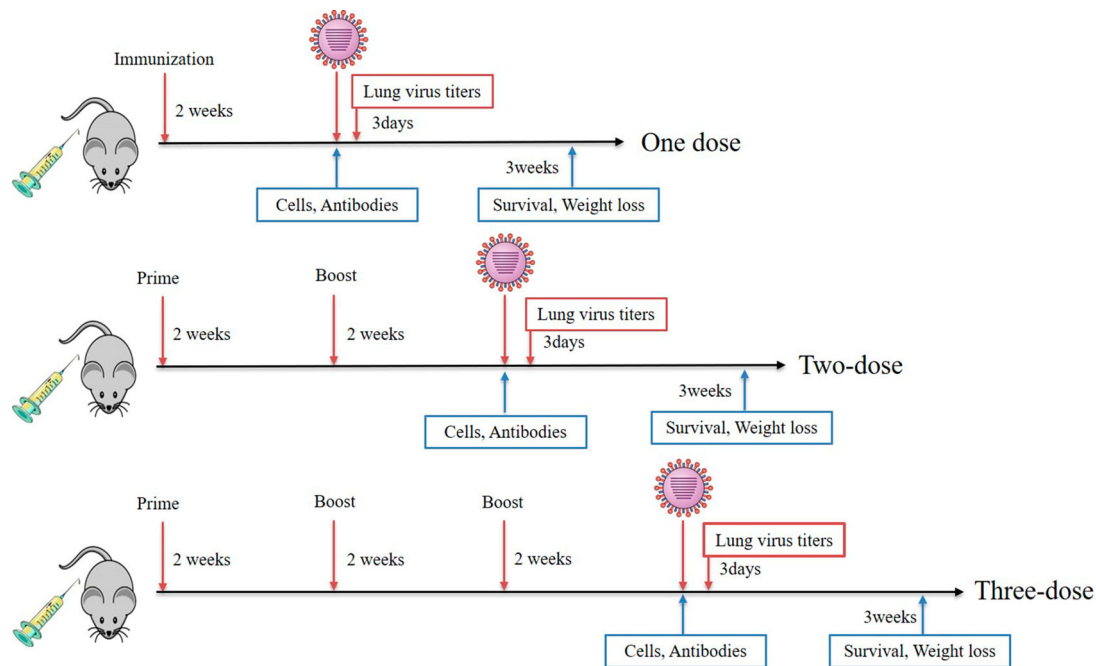 Immunization
2 weeks
Lung virus titers
3days
One dose
3weeks
Cells, Antibodies
Survival, Weight loss
Prime
Boost
2 weeks
2 weeks
Lung virus titers
3days
Two-dose
3weeks
Cells, Antibodies
Survival, Weight loss
Prime
Boost
Boost
2 weeks
2 weeks
2 weeks
Lung virus titers
3days
Three-dose
3weeks
Cells, Antibodies
Survival, Weight loss